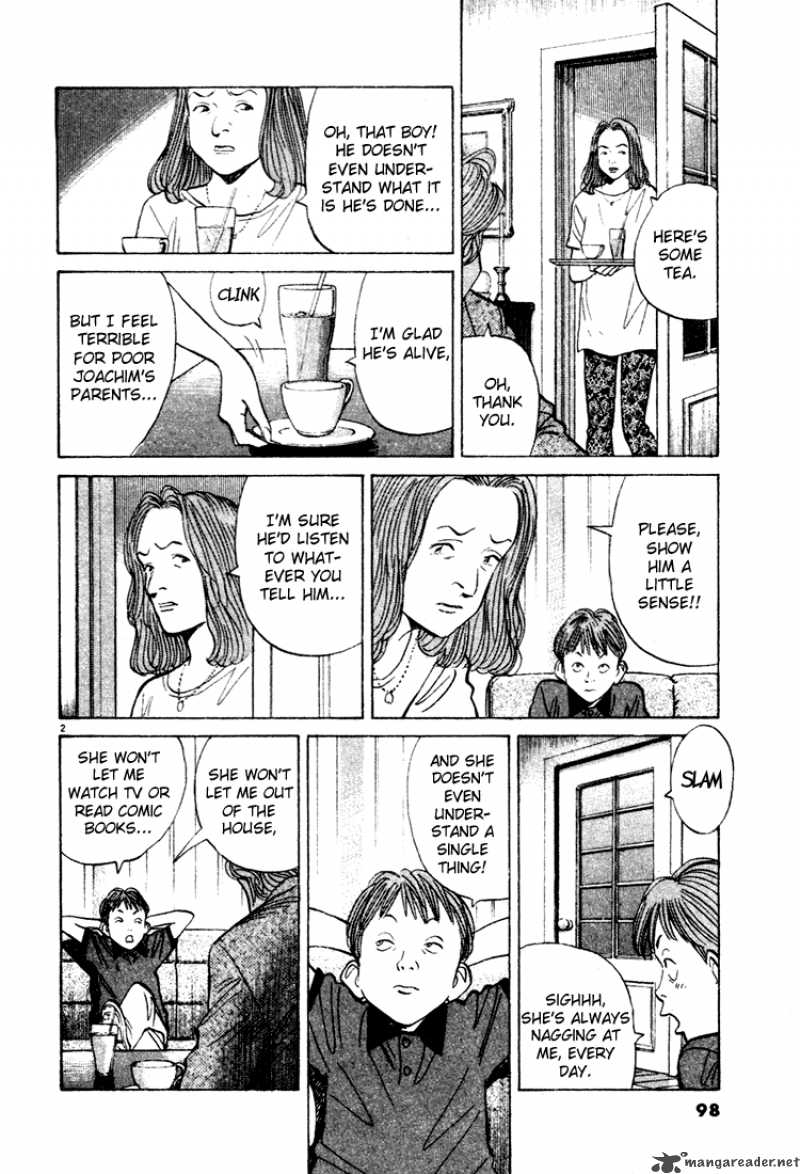 HERE'S
SOME
TEA.
OH,
THANK
YOU.
OH, THAT BOY!
HE DOESN'T
EVEN UNDER-
STAND WHAT IT
IS HE'S DONE...
I'M GLAD
HE'S ALIVE,
CLINK
BUT I FEEL
TERRIBLE
FOR POOR
JOACHIM'S
PARENTS...
PLEASE,
SHOW
HIM A
LITTLE
SENSE!!
I'M SURE
HE'D LISTEN
TO WHAT-
EVER YOU
TELL HIM...
2
SLAM
SIGHHH,
SHE'S ALWAYS
NAGGING AT
ME, EVERY
DAY.
AND SHE
DOESN'T
EVEN
UNDER-
STAND A
SINGLE
THING!
SHE WON'T
LET ME OUT
OF THE
HOUSE,
SHE WON'T
LET ME
WATCH TV OR
READ COMIC
BOOKS...
98
mangareader.net